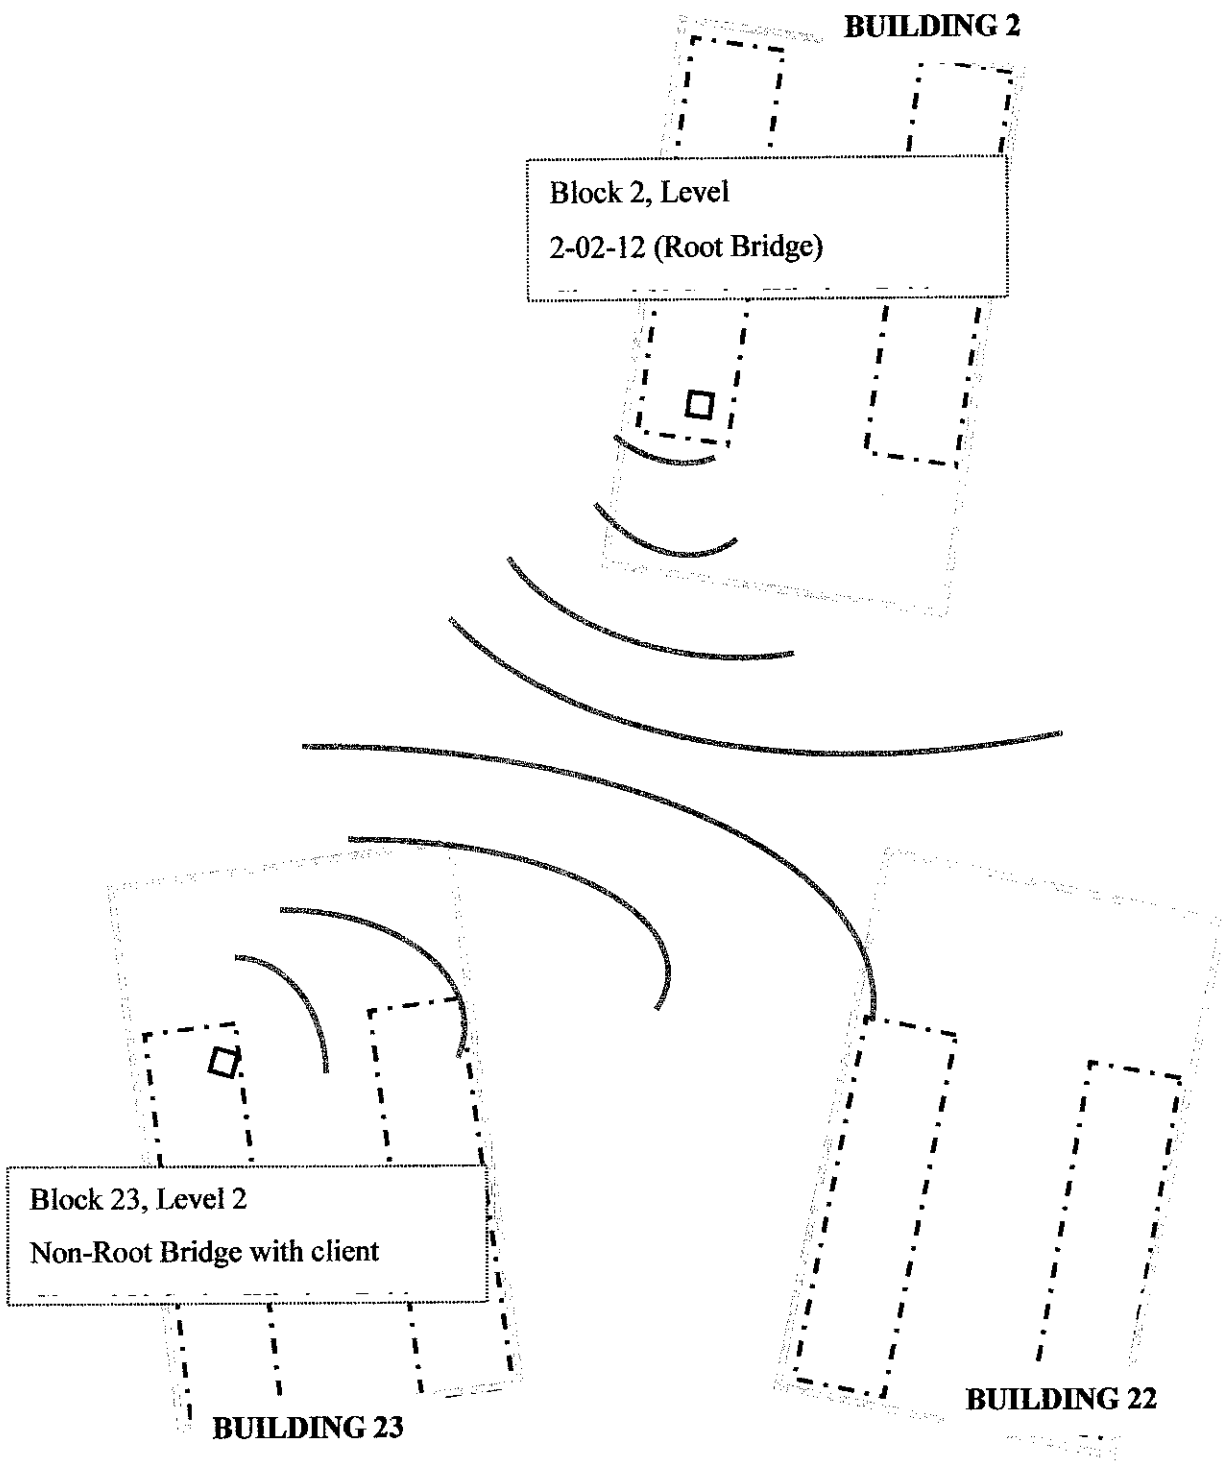 BUILDING 2
Block 2, Level
2-02-12 (Root Bridge)
Block 23, Level 2
Non-Root Bridge with client
BUILDING 22
BUILDING 23